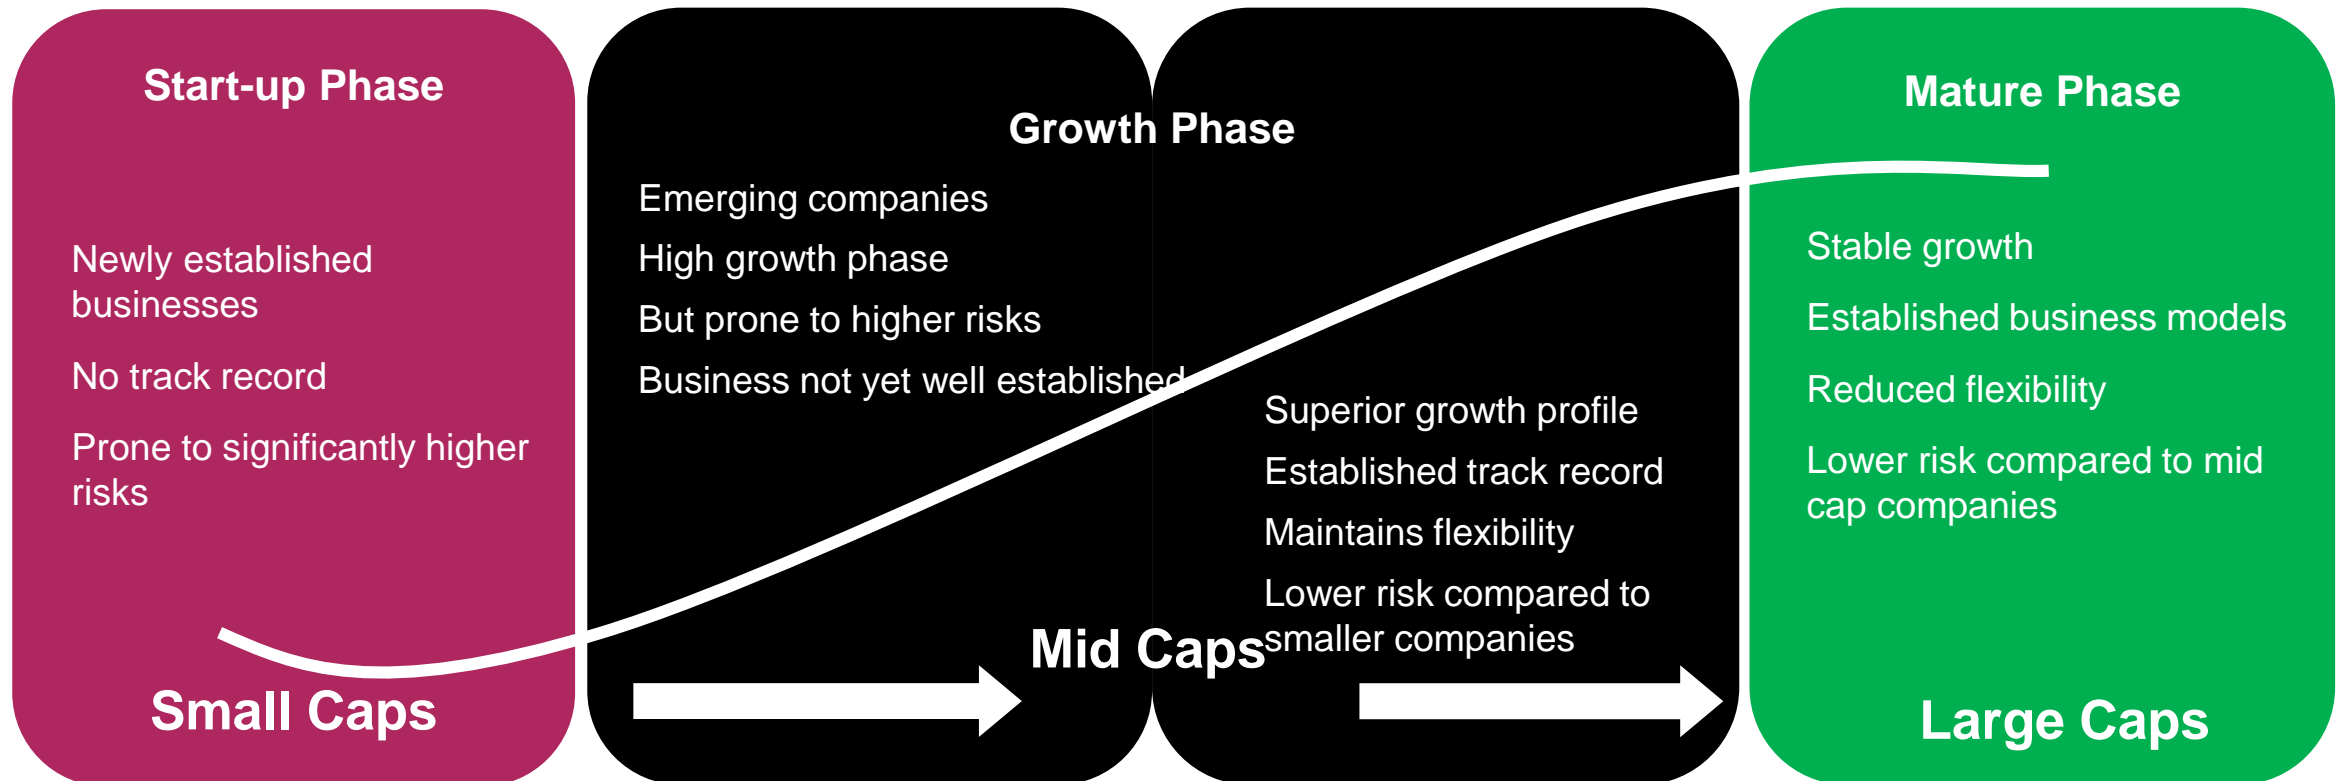 Start-up Phase
Newly established
businesses
No track record
Prone to significantly higher
risks
Small Caps
Growth Phase
Emerging companies
High growth phase
But prone to higher risks
Business not yet well established
Superior growth profile
Established track record
Maintains flexibility
Lower risk compared to
smaller companies
Mid Caps
Mature Phase
Stable growth
Established business models
Reduced flexibility
Lower risk compared to mid
cap companies
Large Caps